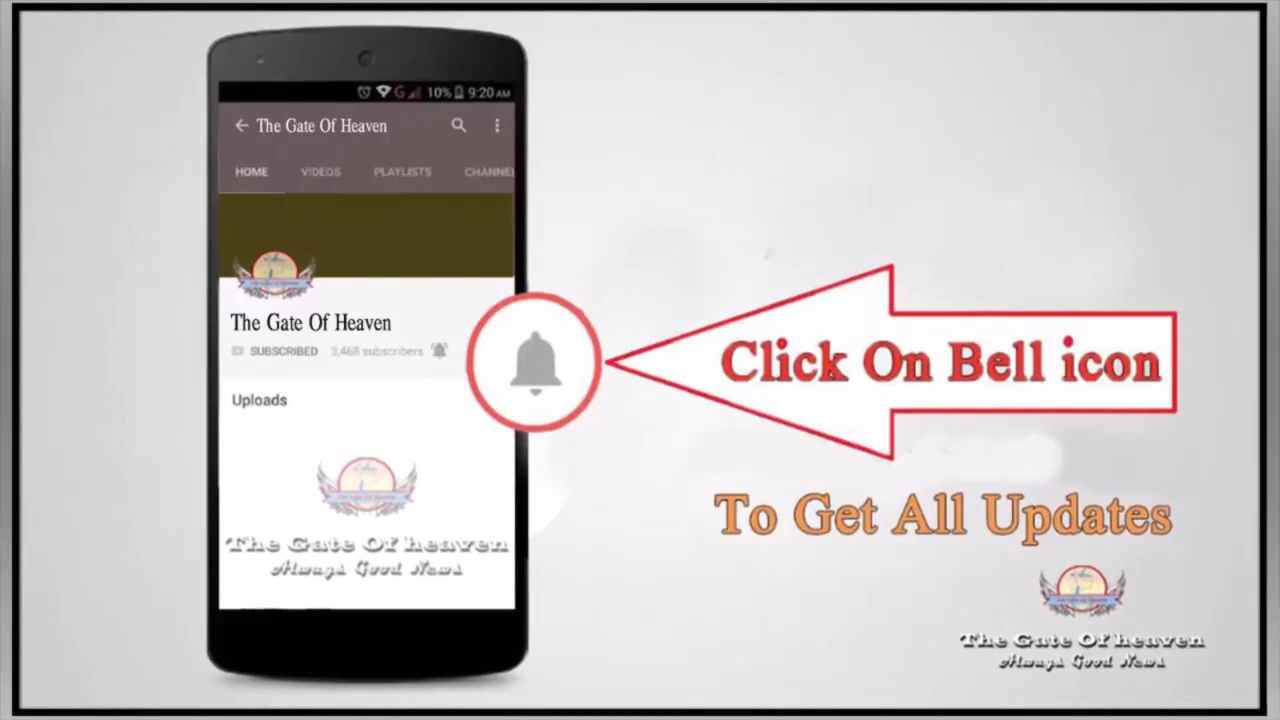 10% 9:20 AM
The Gate Of Heaven
HOME VIDEOS PLAYLISTS CHANNEL
The Gate Of Heaven
SUBSCRIBED 3,468 subscribers
Uploads
The Gate Of heaven
Always Good News
Click On Bell icon
To Get All Updates
The Gate Of heaven
Always Good News